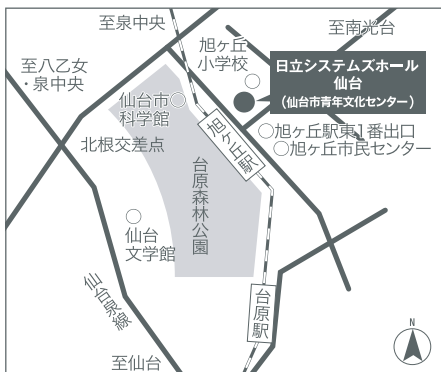 至泉中央
至南光台
旭ヶ丘
小学校
至八乙女
・泉中央
日立システムズホール
仙台
(仙台市青年文化センター)
仙台市
科学館
旭ヶ丘駅
旭ヶ丘駅東1番出口
旭ヶ丘市民センター
北根交差点
台原森林公園
仙台
文学館
仙台泉線
台原駅
至仙台
N